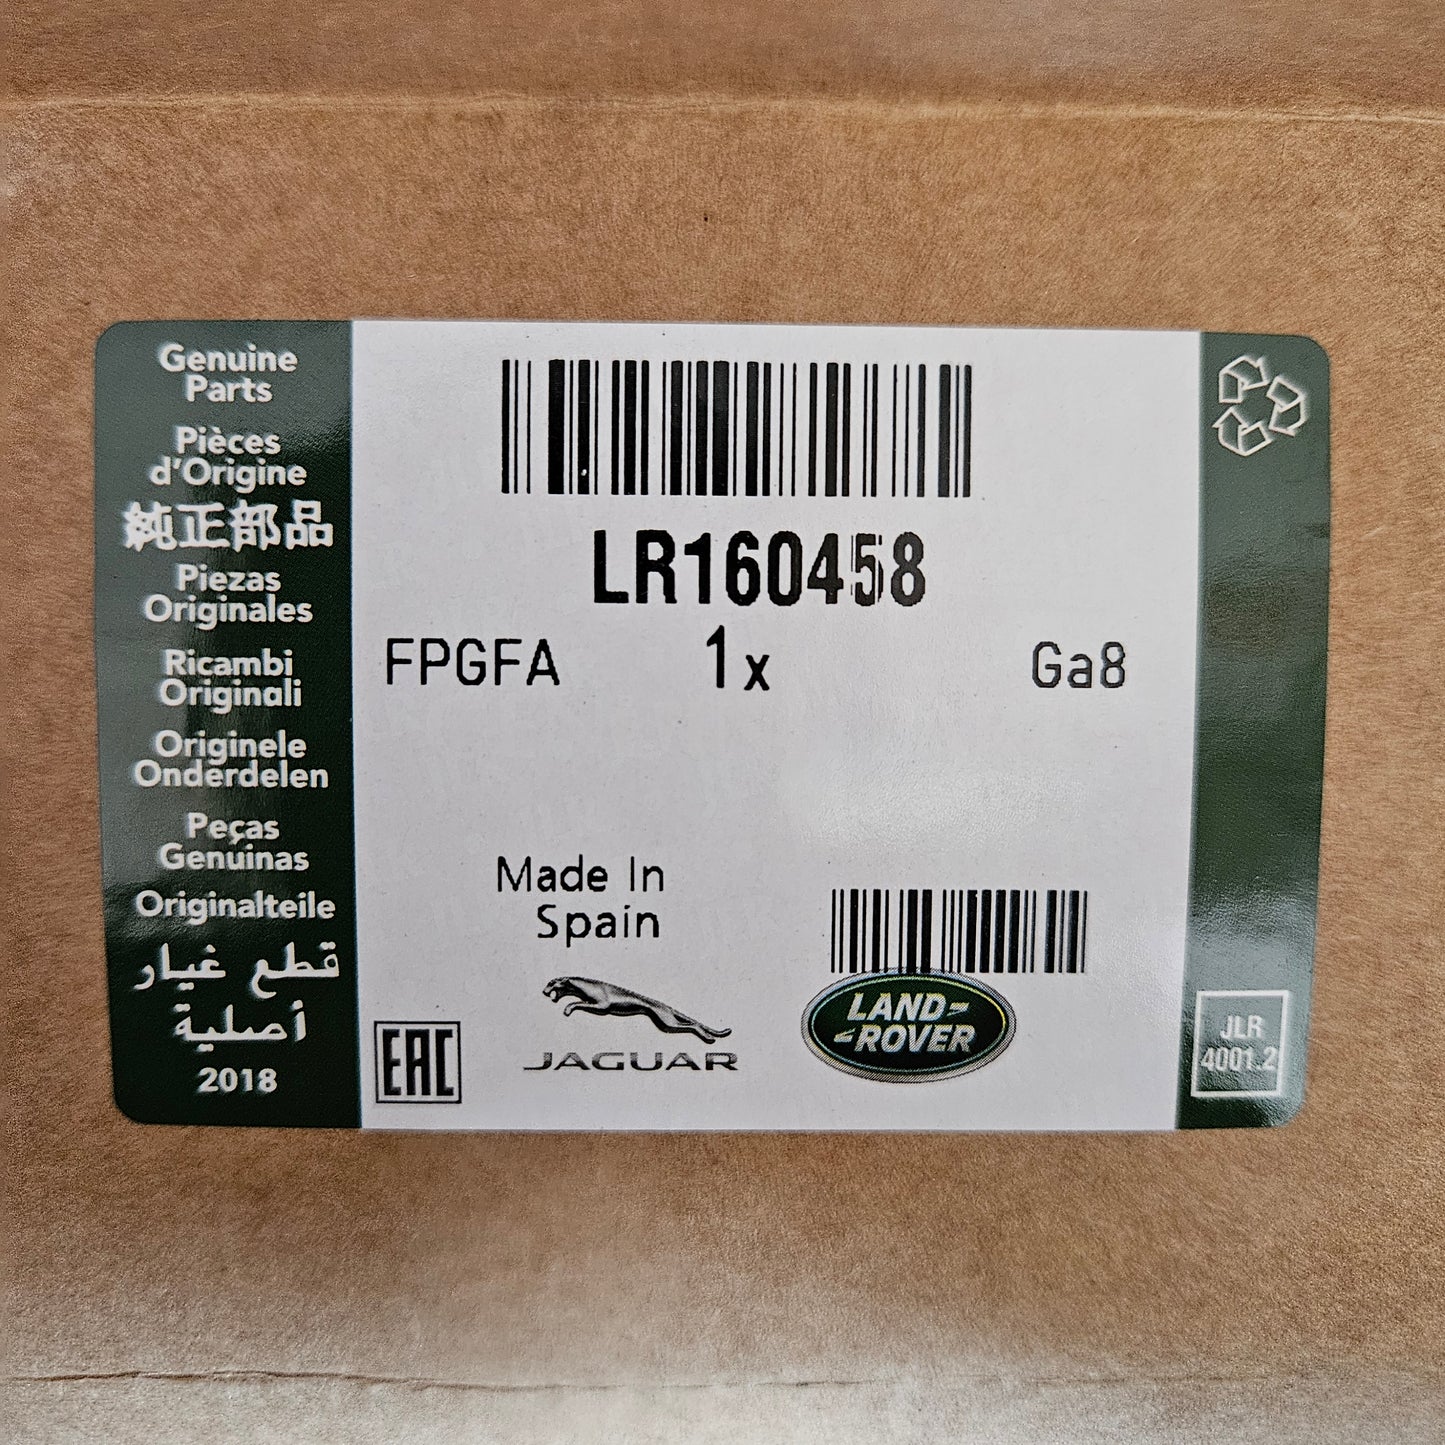 Genuine
Parts
Pièces
d'Origine
純正部品
Piezas
Originales
Ricambi
Originali
Originele
Onderdelen
Peças
Genuinas
Originalteile
قطع غيار
أصلية
2018
LR160458
FPGFA 1x Ga8
Made In
Spain
EAC
JAGUAR
LAND-
-ROVER
JLR
4001.2